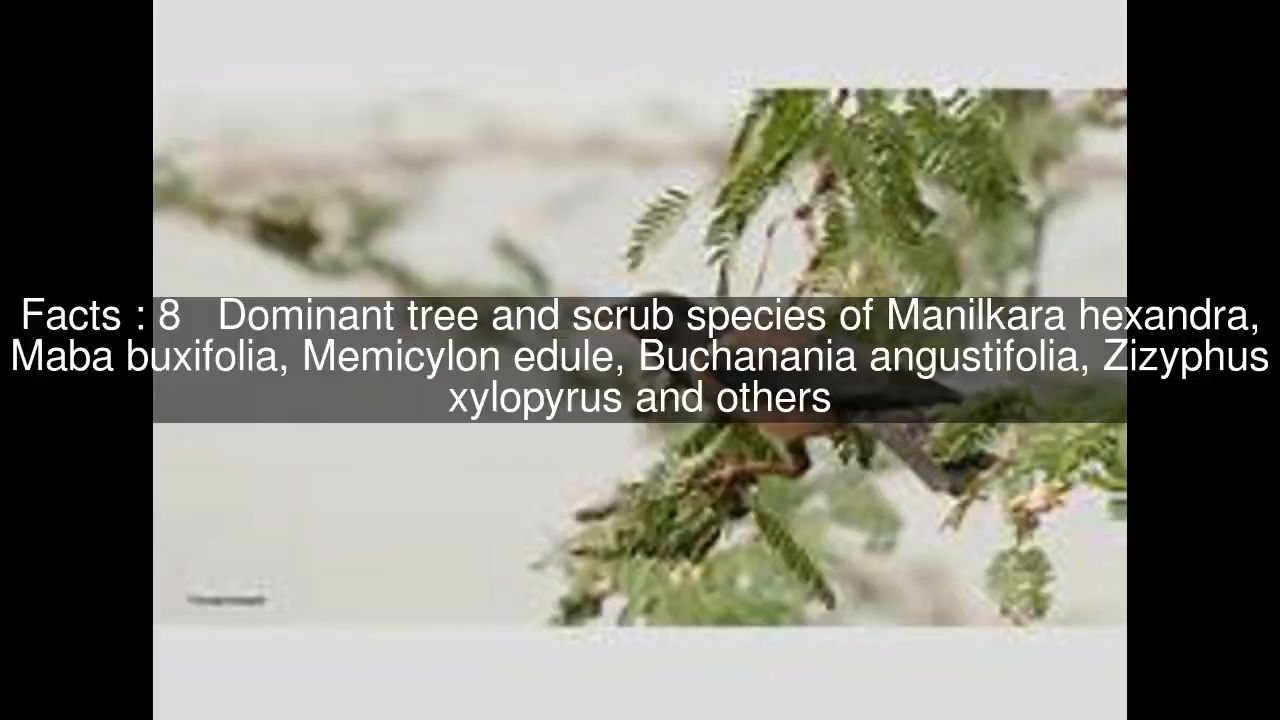 Facts : 8 Dominant tree and scrub species of Manilkara hexandra,
Maba buxifolia, Memicylon edule, Buchanania angustifolia, Zizyphus
xylopyrus and others